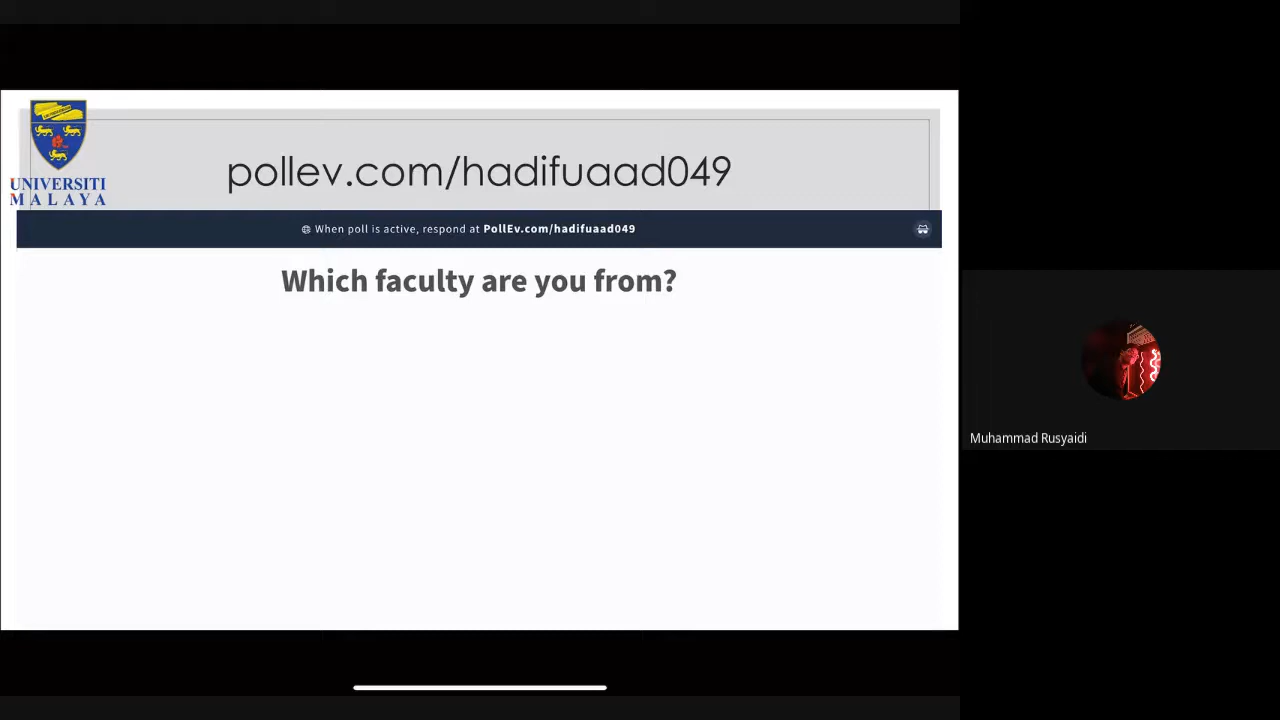 UNIVERSITI
MALAYA
pollev.com/hadifuaad049
When poll is active, respond at PollEv.com/hadifuaad049
Which faculty are you from?
Muhammad Rusyaidi